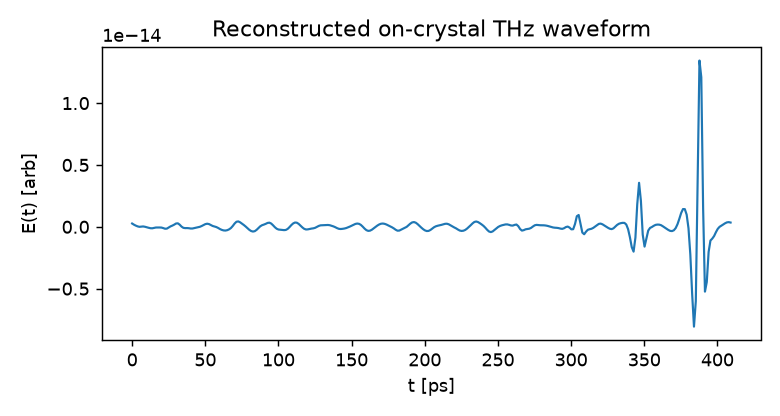 Reconstructed on-crystal THz waveform
1e−14
1.0
0.5
0.0
−0.5
E(t) [arb]
0 50 100 150 200 250 300 350 400
t [ps]